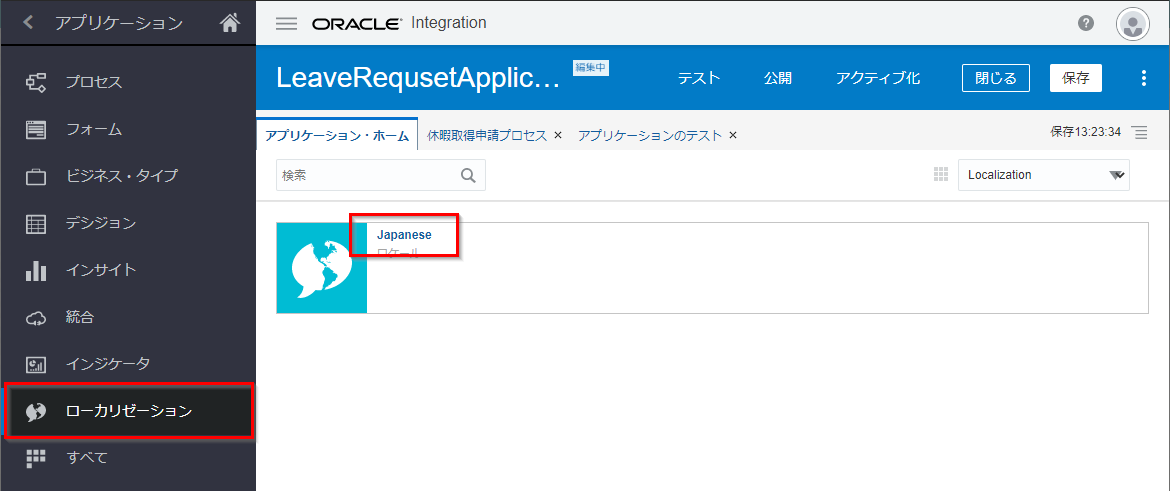 アプリケーション
プロセス
フォーム
ビジネス・タイプ
デシジョン
インサイト
統合
インジケータ
ローカリゼーション
すべて
ORACLE Integration
LeaveRequsetApplic... 編集中 テスト 公開 アクティブ化 閉じる 保存
アプリケーション・ホーム 休暇取得申請プロセス × アプリケーションのテスト × 保存13:23:34
検索 Localization
Japanese
ロケール